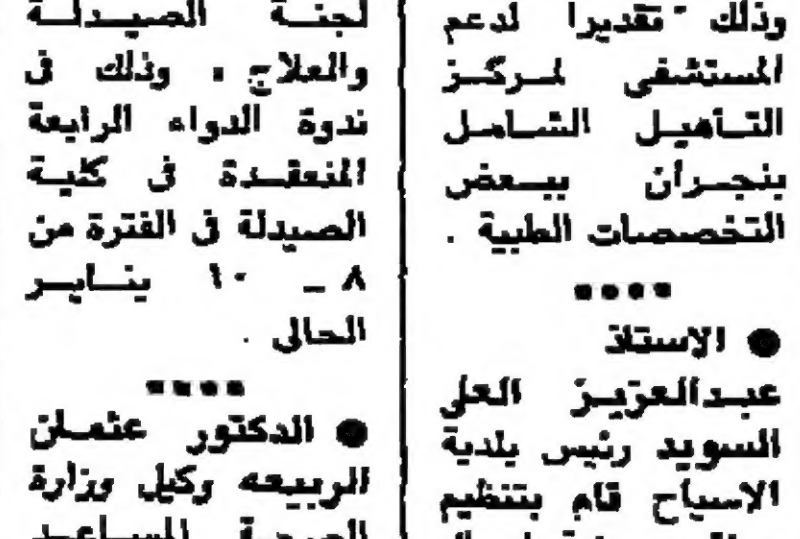 وذلك تقديرا لدعم
المستشفى لمركز
التأهيل الشامل
بنجران ببعض
التخصصات الطبية .
● الاستاذ
عبدالعزيز العلي
السويد رئيس بلدية
الاسياح قام بتنظيم
لجنة الصيدلة
والعلاج ، وذلك في
ندوة الدواء الرابعة
المنعقدة في كلية
الصيدلة في الفترة من
٨ - ١٠ يناير
الحالى .
● الدكتور عثمان
الربيعه وكيل وزارة
المساعد